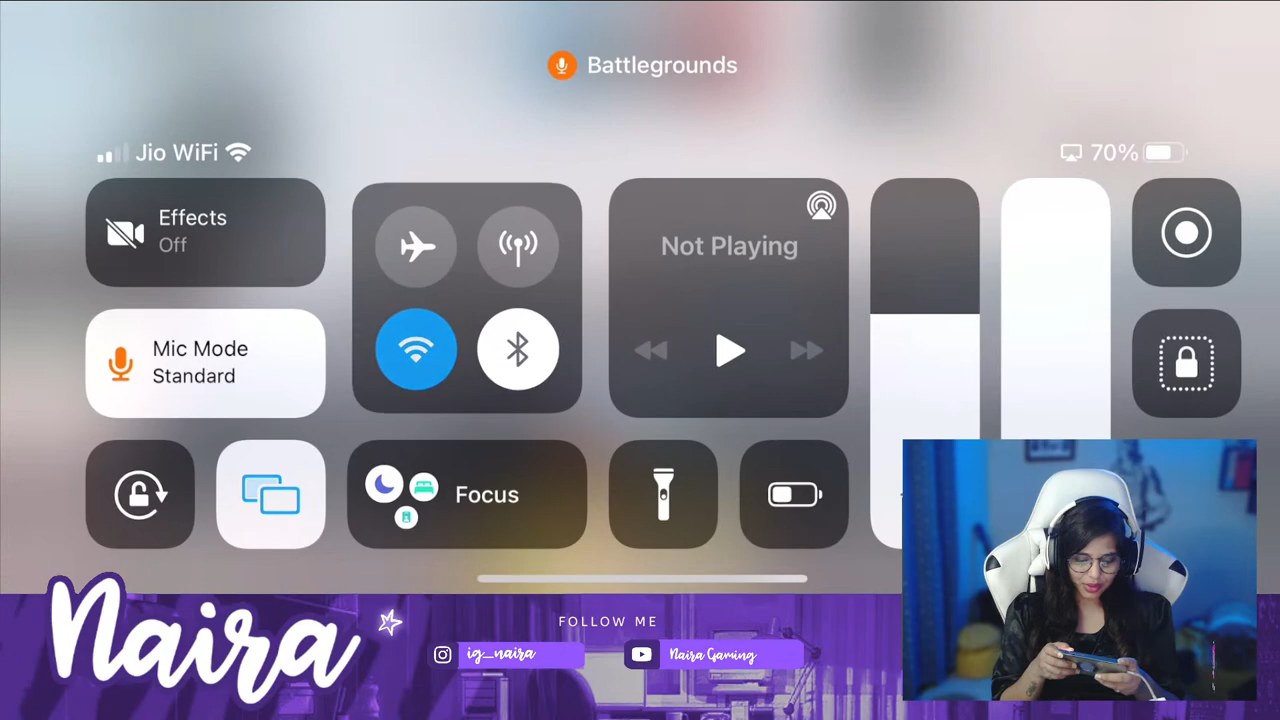 Battlegrounds
Jio WiFi
70%
Effects
Off
Not Playing
Mic Mode
Standard
Focus
Naira
FOLLOW ME
ig_naira
Naira Gaming